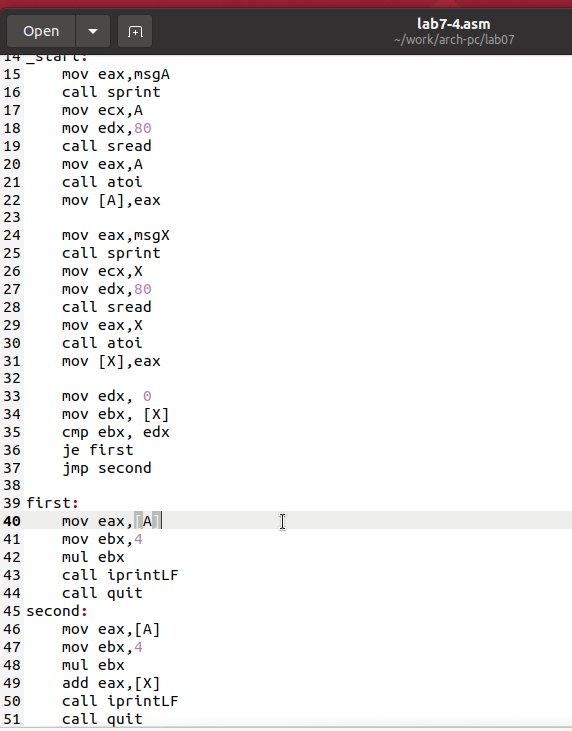 Open
lab7-4.asm
~/work/arch-pc/lab07
14 _start:
15 mov eax,msgA
16 call sprint
17 mov ecx,A
18 mov edx,80
19 call sread
20 mov eax,A
21 call atoi
22 mov [A],eax
23
24 mov eax,msgX
25 call sprint
26 mov ecx,X
27 mov edx,80
28 call sread
29 mov eax,X
30 call atoi
31 mov [X],eax
32
33 mov edx, 0
34 mov ebx, [X]
35 cmp ebx, edx
36 je first
37 jmp second
38
39 first:
40 mov eax,[A]
41 mov ebx,4
42 mul ebx
43 call iprintLF
44 call quit
45 second:
46 mov eax,[A]
47 mov ebx,4
48 mul ebx
49 add eax,[X]
50 call iprintLF
51 call quit